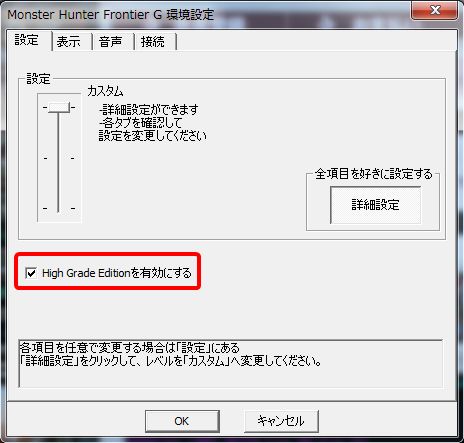 Monster Hunter Frontier G 環境設定
設定
表示
音声
接続
設定
カスタム
-詳細設定ができます
-各タブを確認して
設定を変更してください
全項目を好きに設定する
詳細設定
High Grade Editionを有効にする
各項目を任意で変更する場合は「設定」にある
「詳細設定」をクリックして、レベルを「カスタム」へ変更してください。
OK
キャンセル